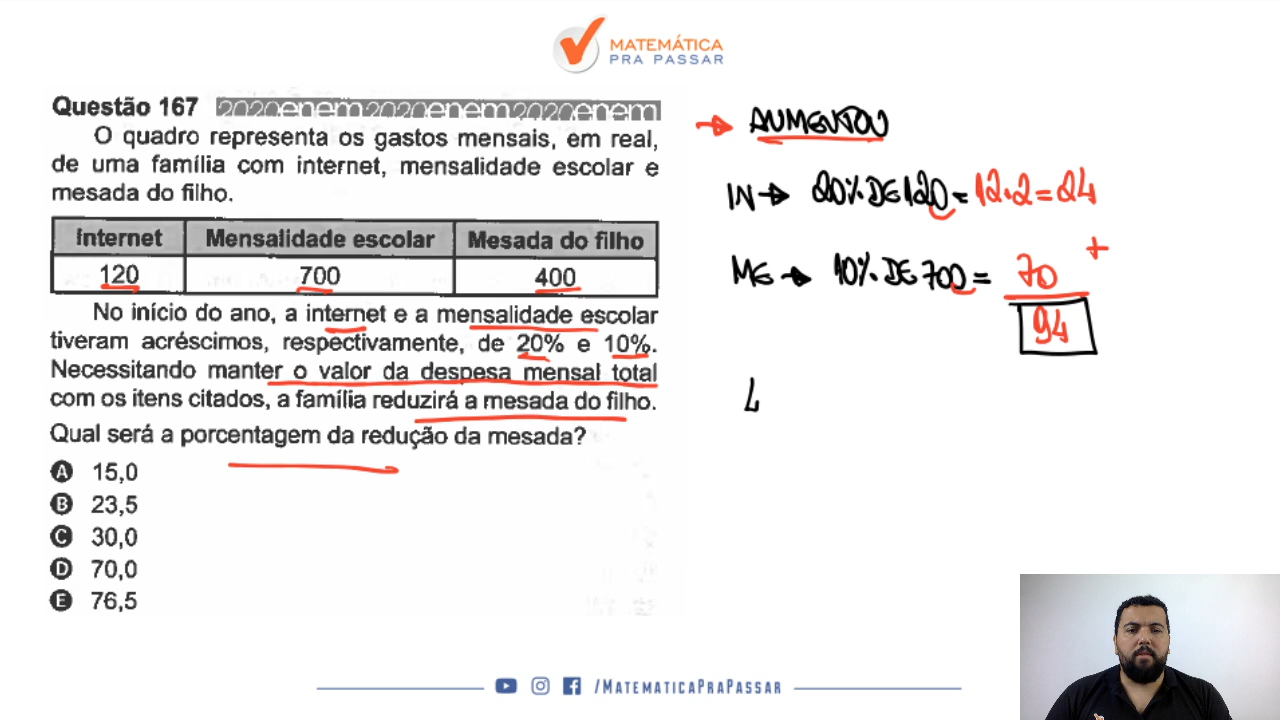 MATEMÁTICA
PRA PASSAR
Questão 167 2020enem2020enem2020enem
O quadro representa os gastos mensais, em real,
de uma família com internet, mensalidade escolar e
mesada do filho.
Internet Mensalidade escolar Mesada do filho
120 700 400
No início do ano, a internet e a mensalidade escolar
tiveram acréscimos, respectivamente, de 20% e 10%.
Necessitando manter o valor da despesa mensal total
com os itens citados, a família reduzirá a mesada do filho.
Qual será a porcentagem da redução da mesada?
A 15,0
B 23,5
C 30,0
D 70,0
E 76,5
→ AUMENTOU
IN → 20% DE 120 = 12·2 = 24
+
ME → 10% DE 700 = 70
94
/MATEMATICAPRAPASSAR